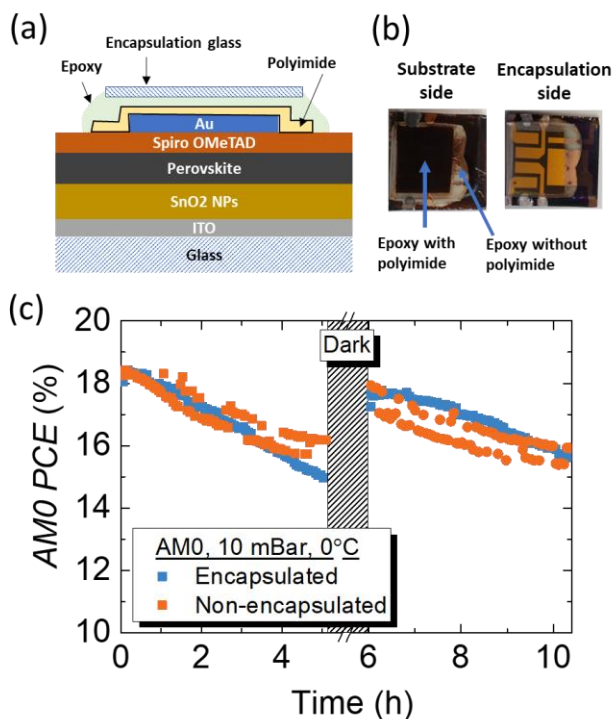 (a)
Encapsulation glass
Epoxy
Polyimide
Au
Spiro OMeTAD
Perovskite
SnO2 NPs
ITO
Glass
(b)
Substrate
side
Encapsulation
side
Epoxy with
polyimide
Epoxy without
polyimide
(c)
AM0 PCE (%)
20
18
16
14
12
10
Dark
AM0, 10 mBar, 0°C
Encapsulated
Non-encapsulated
0 2 4 6 8 10
Time (h)